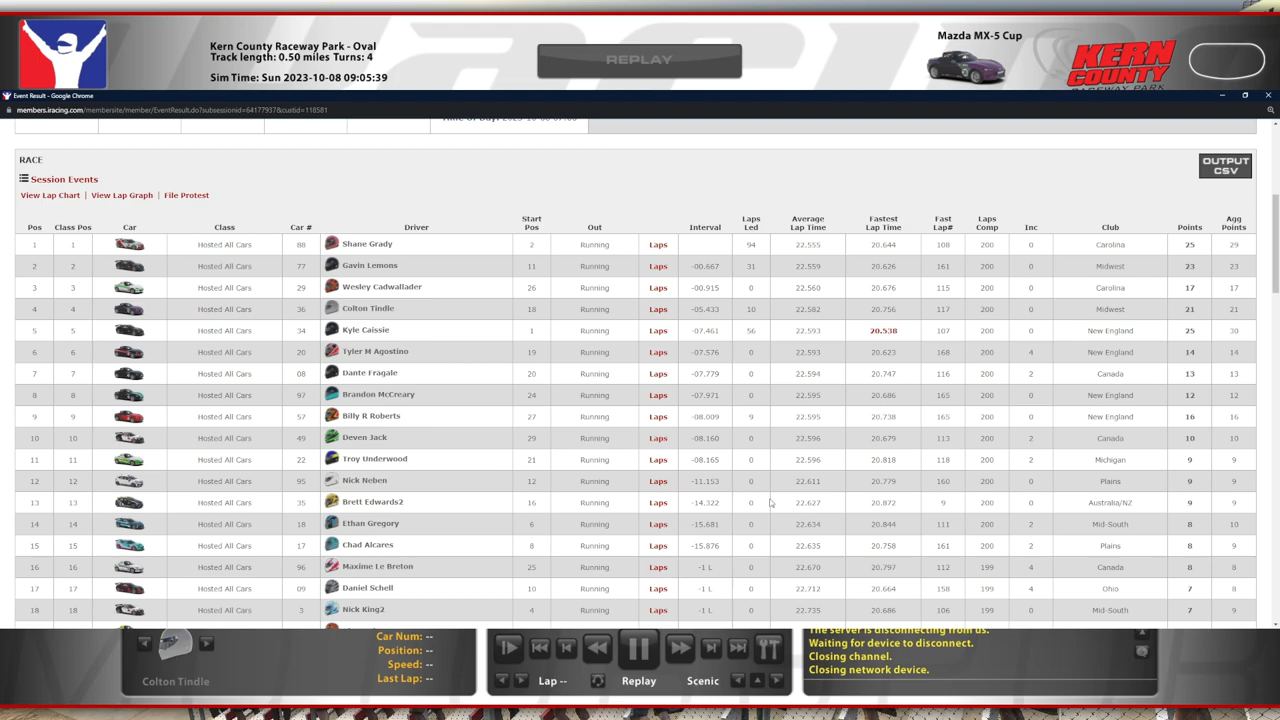 Kern County Raceway Park - Oval
Track length: 0.50 miles Turns: 4
Sim Time: Sun 2023-10-08 09:05:39
REPLAY
Mazda MX-5 Cup
KERN
COUNTY
RACEWAY PARK
Event Result - Google Chrome
members.iracing.com/membersite/member/EventResult.do?subsessionid=64177937&custid=118581
RACE
OUTPUT
CSV
Session Events
View Lap Chart | View Lap Graph | File Protest
Pos Class Pos Car Class Car # Driver Start Pos Out Interval Laps Led Average Lap Time Fastest Lap Time Fast Lap# Laps Comp Inc Club Points Agg Points
1 1 Hosted All Cars 88 Shane Grady 2 Running Laps 94 22.555 20.644 108 200 0 Carolina 25 29
2 2 Hosted All Cars 77 Gavin Lemons 11 Running Laps -00.667 31 22.559 20.626 161 200 0 Midwest 23 23
3 3 Hosted All Cars 29 Wesley Cadwallader 26 Running Laps -00.915 0 22.560 20.676 115 200 0 Carolina 17 17
4 4 Hosted All Cars 36 Colton Tindle 18 Running Laps -05.433 10 22.582 20.756 117 200 0 Midwest 21 21
5 5 Hosted All Cars 34 Kyle Caissie 1 Running Laps -07.461 56 22.593 20.538 107 200 0 New England 25 30
6 6 Hosted All Cars 20 Tyler M Agostino 19 Running Laps -07.576 0 22.593 20.623 168 200 4 New England 14 14
7 7 Hosted All Cars 08 Dante Fragale 20 Running Laps -07.779 0 22.594 20.747 116 200 2 Canada 13 13
8 8 Hosted All Cars 97 Brandon McCreary 24 Running Laps -07.971 0 22.595 20.686 165 200 0 New England 12 12
9 9 Hosted All Cars 57 Billy R Roberts 27 Running Laps -08.009 9 22.595 20.738 165 200 0 New England 16 16
10 10 Hosted All Cars 49 Deven Jack 29 Running Laps -08.160 0 22.596 20.679 113 200 2 Canada 10 10
11 11 Hosted All Cars 22 Troy Underwood 21 Running Laps -08.165 0 22.596 20.818 118 200 2 Michigan 9 9
12 12 Hosted All Cars 95 Nick Neben 12 Running Laps -11.153 0 22.611 20.779 160 200 0 Plains 9 9
13 13 Hosted All Cars 35 Brett Edwards2 16 Running Laps -14.322 0 22.627 20.872 9 200 0 Australia/NZ 9 9
14 14 Hosted All Cars 18 Ethan Gregory 6 Running Laps -15.681 0 22.634 20.844 111 200 2 Mid-South 8 10
15 15 Hosted All Cars 17 Chad Alcares 8 Running Laps -15.876 0 22.635 20.758 161 200 2 Plains 8 9
16 16 Hosted All Cars 96 Maxime Le Breton 25 Running Laps -1 L 0 22.670 20.797 112 199 4 Canada 8 8
17 17 Hosted All Cars 09 Daniel Schell 10 Running Laps -1 L 0 22.712 20.664 158 199 4 Ohio 7 8
18 18 Hosted All Cars 3 Nick King2 4 Running Laps -1 L 0 22.735 20.686 106 199 0 Mid-South 7 9
Colton Tindle
Car Num: --
Position: --
Speed: --
Last Lap: --
Lap --
Replay
Scenic
The server is disconnecting from us.
Waiting for device to disconnect.
Closing channel.
Closing network device.